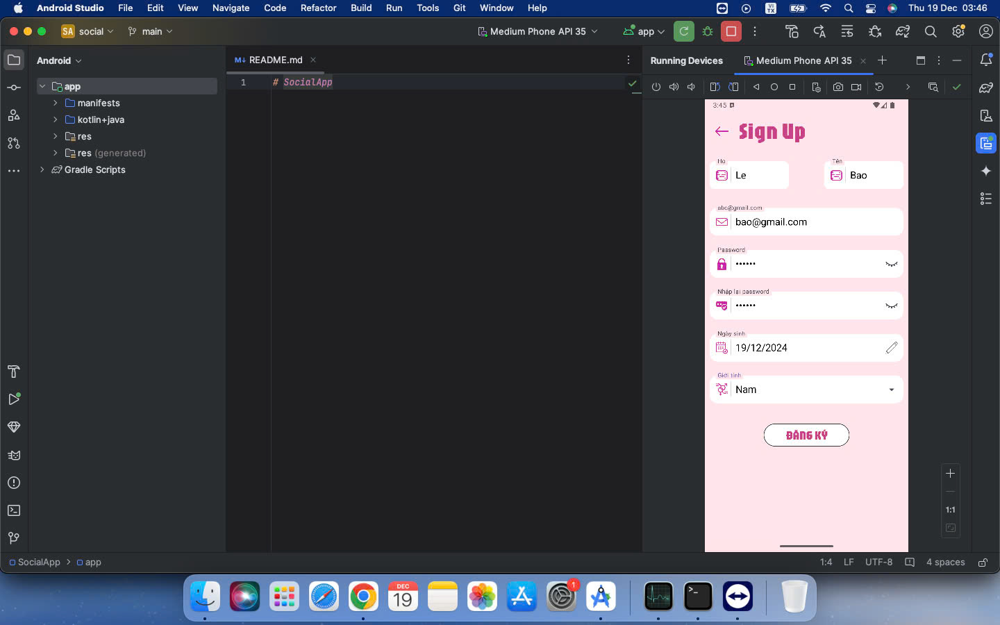 Android Studio File Edit View Navigate Code Refactor Build Run Tools Git Window Help VI TX Thu 19 Dec 03:46
SA social main Medium Phone API 35 app
Android
README.md
Running Devices Medium Phone API 35
app
manifests
kotlin+java
res
res (generated)
Gradle Scripts
1 # SocialApp
3:45
Sign Up
Họ
Le
Tên
Bao
abc@gmail.com
bao@gmail.com
Password
••••••
Nhập lại password
••••••
Ngày sinh
19/12/2024
Giới tính
Nam
ĐĂNG KÝ
1:1
SocialApp app 1:4 LF UTF-8 4 spaces
DEC
19
1